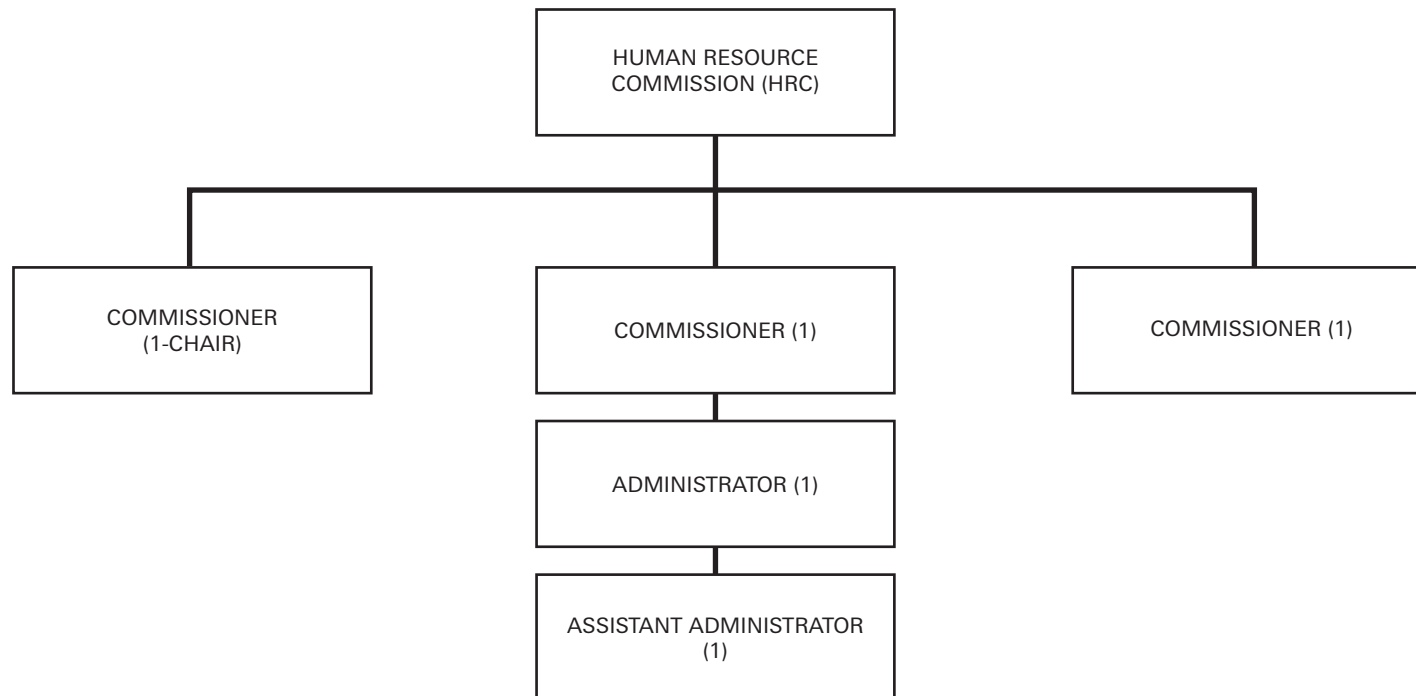 HUMAN RESOURCE
COMMISSION (HRC)
COMMISSIONER
(1-CHAIR)
COMMISSIONER (1)
COMMISSIONER (1)
ADMINISTRATOR (1)
ASSISTANT ADMINISTRATOR
(1)